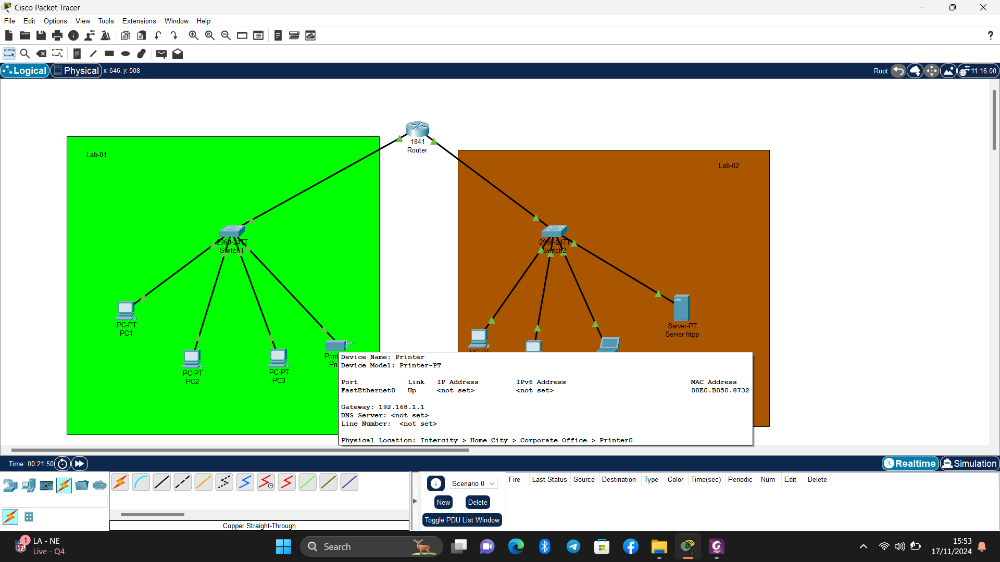 Cisco Packet Tracer
File Edit Options View Tools Extensions Window Help
?
Logical Physical x: 646, y: 508 Root 11:16:00
1841
Router
Lab-01
Lab-02
2960-24TT
Switch1
2960-24TT
Switch2
PC-PT
PC1
Server-PT
Server htpp
PC-PT
PC2
PC-PT
PC3
Print
Pri
PC-PT
Device Name: Printer
Device Model: Printer-PT
Port Link IP Address IPv6 Address MAC Address
FastEthernet0 Up <not set> <not set> 00E0.B050.8732
Gateway: 192.168.1.1
DNS Server: <not set>
Line Number: <not set>
Physical Location: Intercity > Home City > Corporate Office > Printer0
Time: 00:21:50 Realtime Simulation
Scenario 0
New Delete
Toggle PDU List Window
Fire Last Status Source Destination Type Color Time(sec) Periodic Num Edit Delete
Copper Straight-Through
1
NFL
LA - NE
Live - Q4
Search
PDF
15:53
17/11/2024